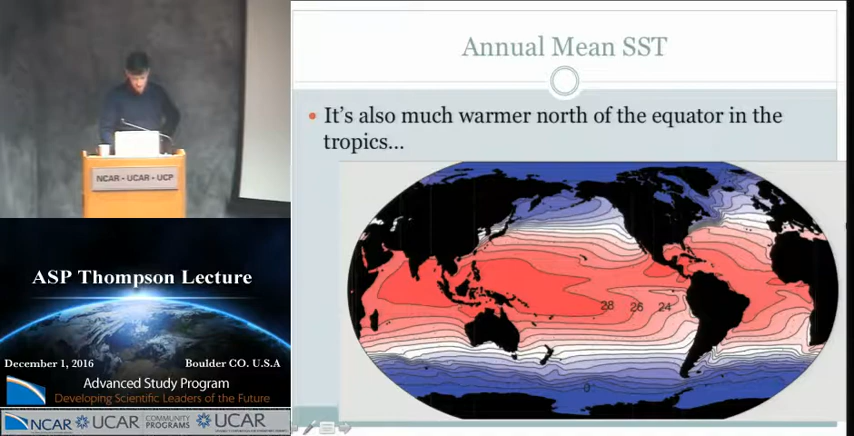 Annual Mean SST
It's also much warmer north of the equator in the
tropics...
28 26 24
0
NCAR - UCAR - UCP
ASP Thompson Lecture
December 1, 2016 Boulder CO. U.S.A
Advanced Study Program
Developing Scientific Leaders of the Future
NCAR UCAR COMMUNITY PROGRAMS UCAR